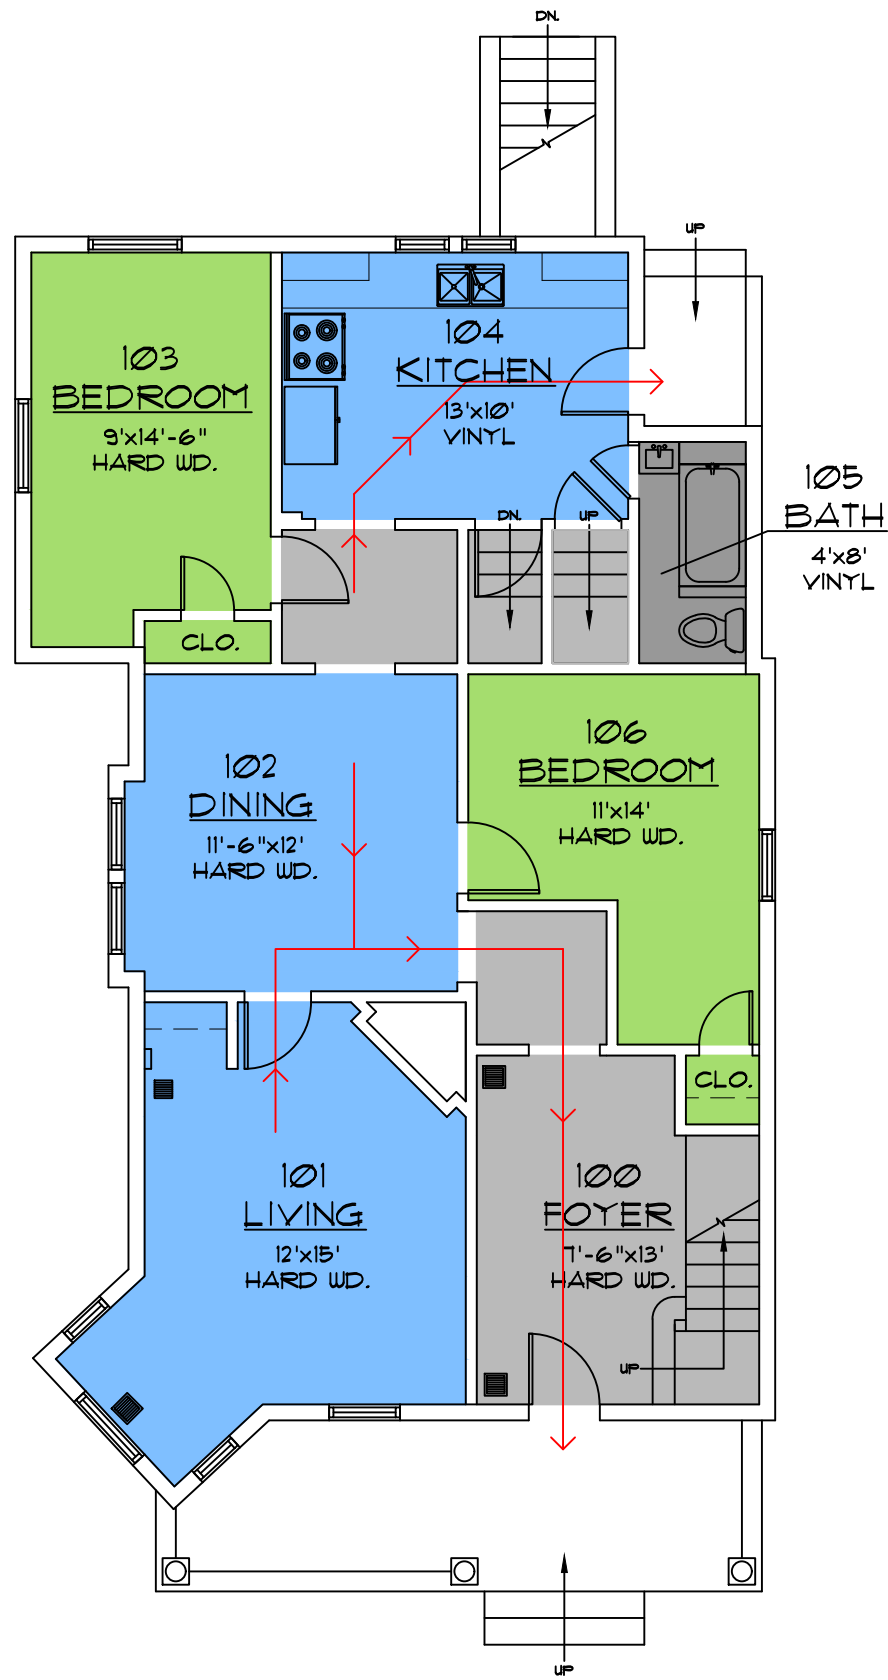 DN.
UP
103
BEDROOM
9'x14'-6"
HARD WD.
104
KITCHEN
13'x10'
VINYL
105
BATH
4'x8'
VINYL
DN.
UP
CLO.
102
DINING
11'-6"x12'
HARD WD.
106
BEDROOM
11'x14'
HARD WD.
CLO.
101
LIVING
12'x15'
HARD WD.
100
FOYER
7'-6"x13'
HARD WD.
UP
UP